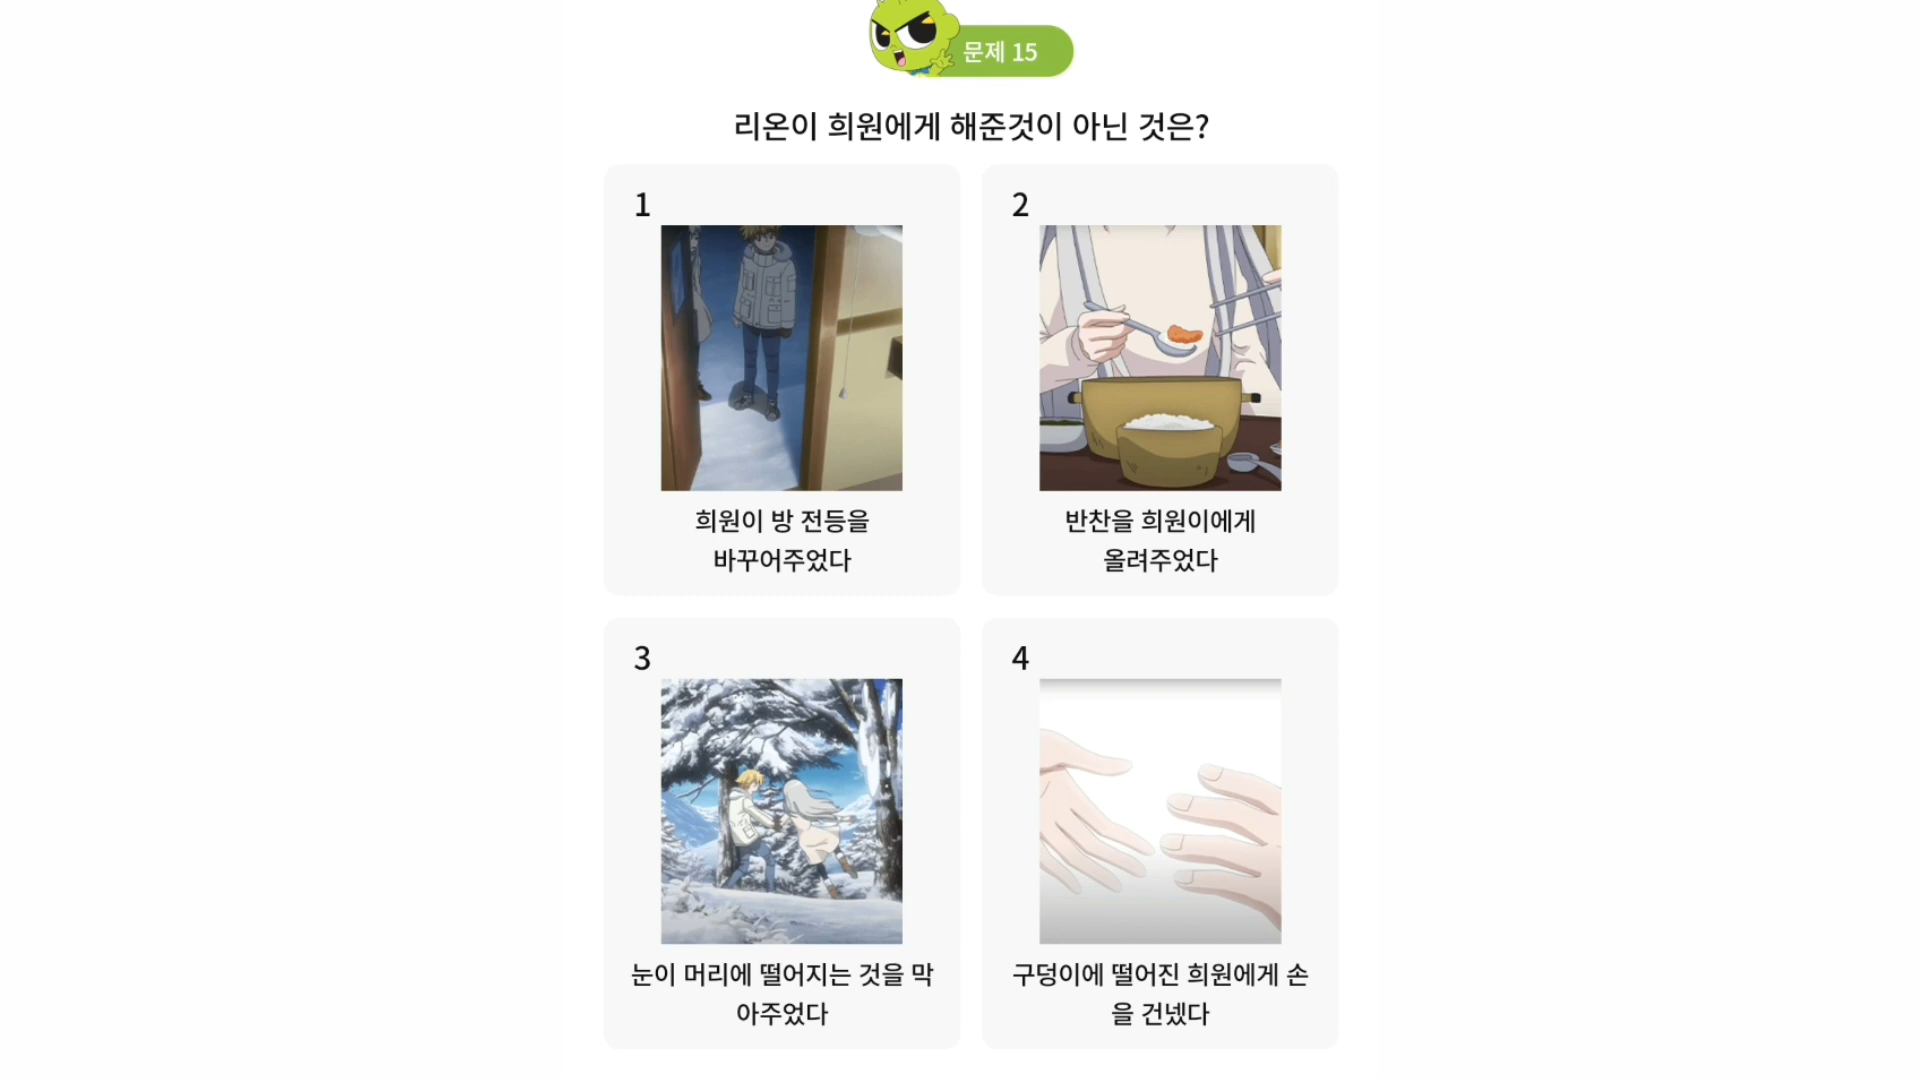 문제 15
리온이 희원에게 해준것이 아닌 것은?
1
희원이 방 전등을
바꾸어주었다
2
반찬을 희원이에게
올려주었다
3
눈이 머리에 떨어지는 것을 막
아주었다
4
구덩이에 떨어진 희원에게 손
을 건넸다